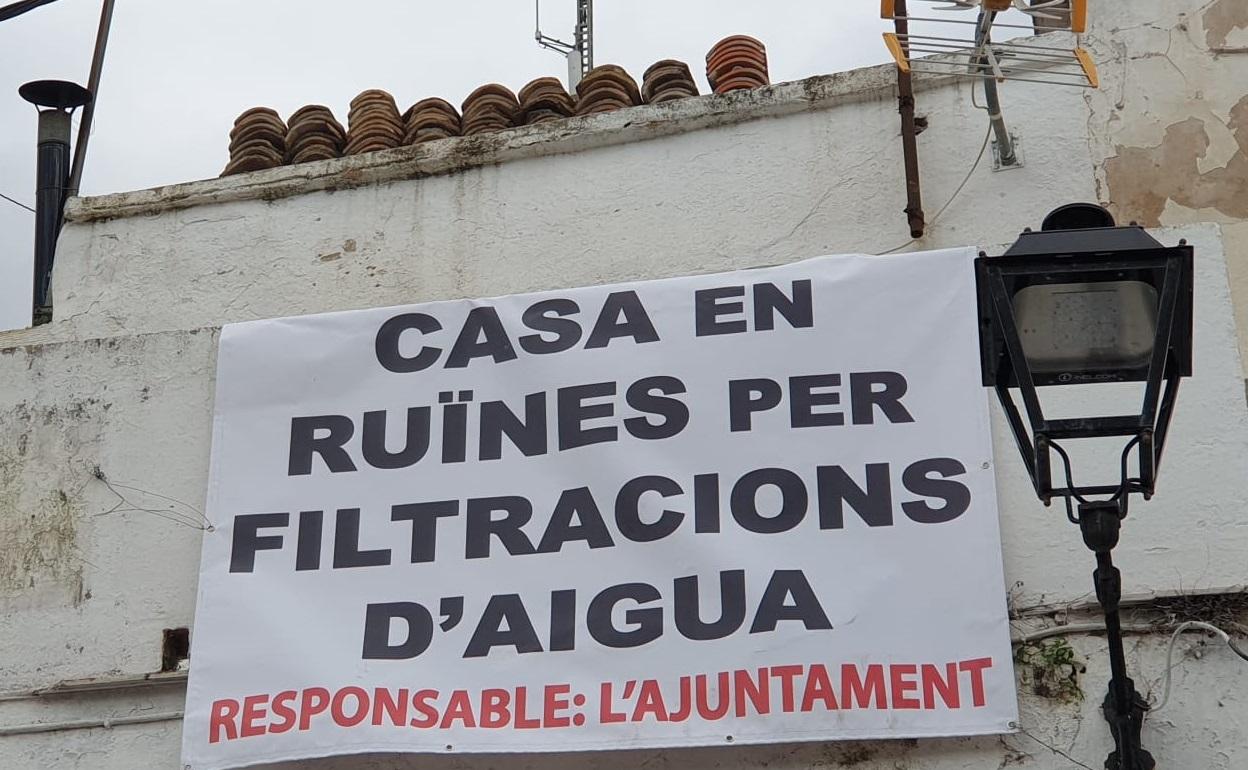 CASA EN
RUÏNES PER
FILTRACIONS
D'AIGUA
RESPONSABLE: L'AJUNTAMENT